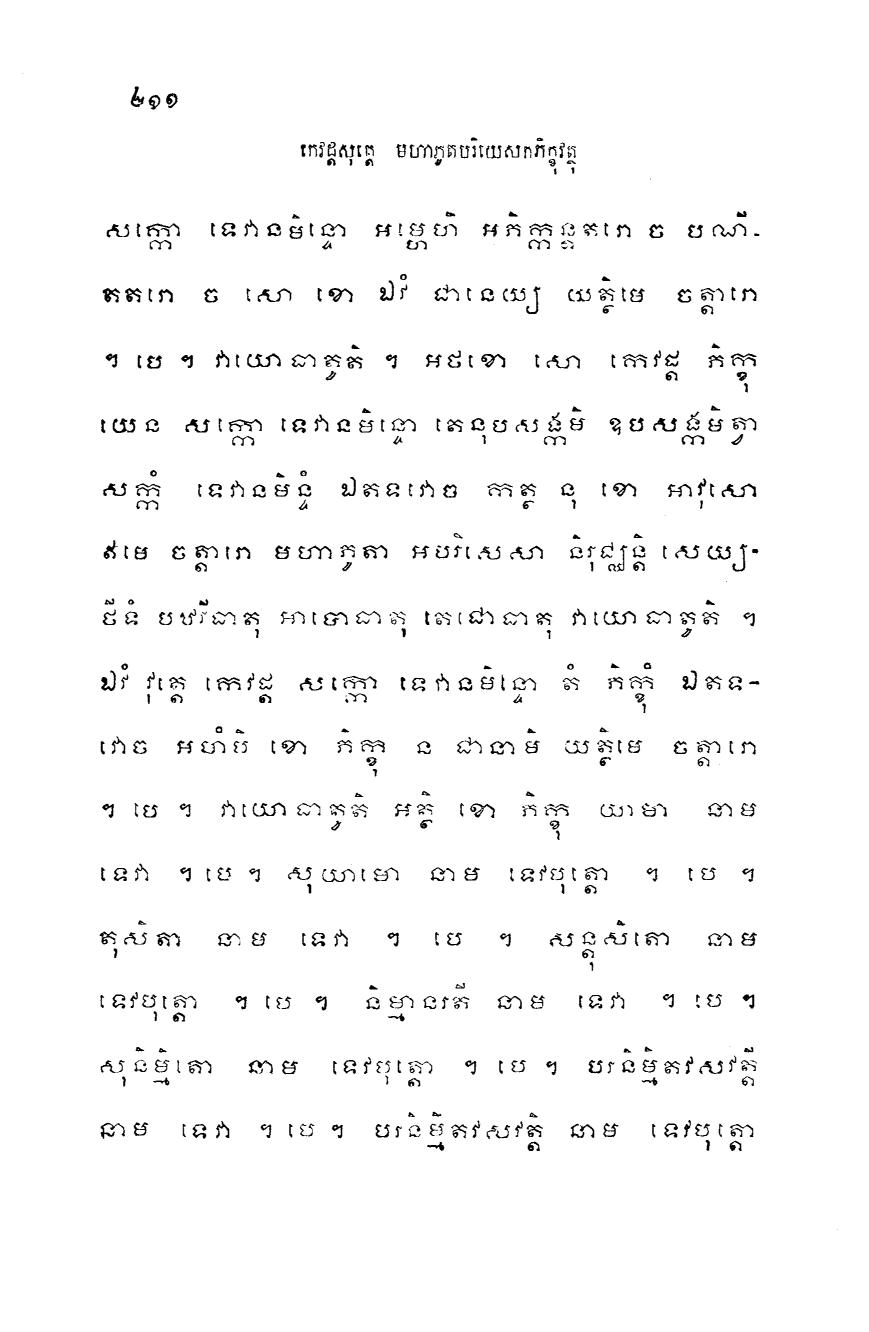 ២១១
កេវដ្តសុត្តេ មហាភូតបរិយេសកភិក្ខុវត្ថុ
សក្កោ ទេវានមិន្ទោ អម្ហេហិ អភិក្កន្តតរោ ច បណី-
តតរោ ច សោ ខោ ឯវំ ជានេយ្យ យត្ថិមេ ចត្តារោ
។ បេ ។ វាយោធាតូតិ ។ អថខោ សោ កេវដ្ត ភិក្ខុ
យេន សក្កោ ទេវានមិន្ទោ តេនុបសង្កមិ ឧបសង្កមិត្វា
សក្កំ ទេវានមិន្ទំ ឯតទវោច កត្ថ នុ ខោ អាវុសោ
ឥមេ ចត្តារោ មហាភូតា អបរិសេសា និរុជ្ឈន្តិ សេយ្យ-
ថីទំ បឋវីធាតុ អាបោធាតុ តេជោធាតុ វាយោធាតូតិ ។
ឯវំ វុត្តេ កេវដ្ត សក្កោ ទេវានមិន្ទោ តំ ភិក្ខុំ ឯតទ-
វោច អហំបិ ខោ ភិក្ខុ ន ជានាមិ យត្ថិមេ ចត្តារោ
។ បេ ។ វាយោធាតូតិ អត្ថិ ខោ ភិក្ខុ យាមា នាម
ទេវា ។ បេ ។ សុយាមោ នាម ទេវបុត្តោ ។ បេ ។
តុសិតា នាម ទេវា ។ បេ ។ សន្តុសិតោ នាម
ទេវបុត្តោ ។ បេ ។ និម្មានរតី នាម ទេវា ។ បេ ។
សុនិម្មិតោ នាម ទេវបុត្តោ ។ បេ ។ បរនិម្មិតវសវត្តី
នាម ទេវា ។ បេ ។ បរនិម្មិតវសវត្តិ នាម ទេវបុត្តោ